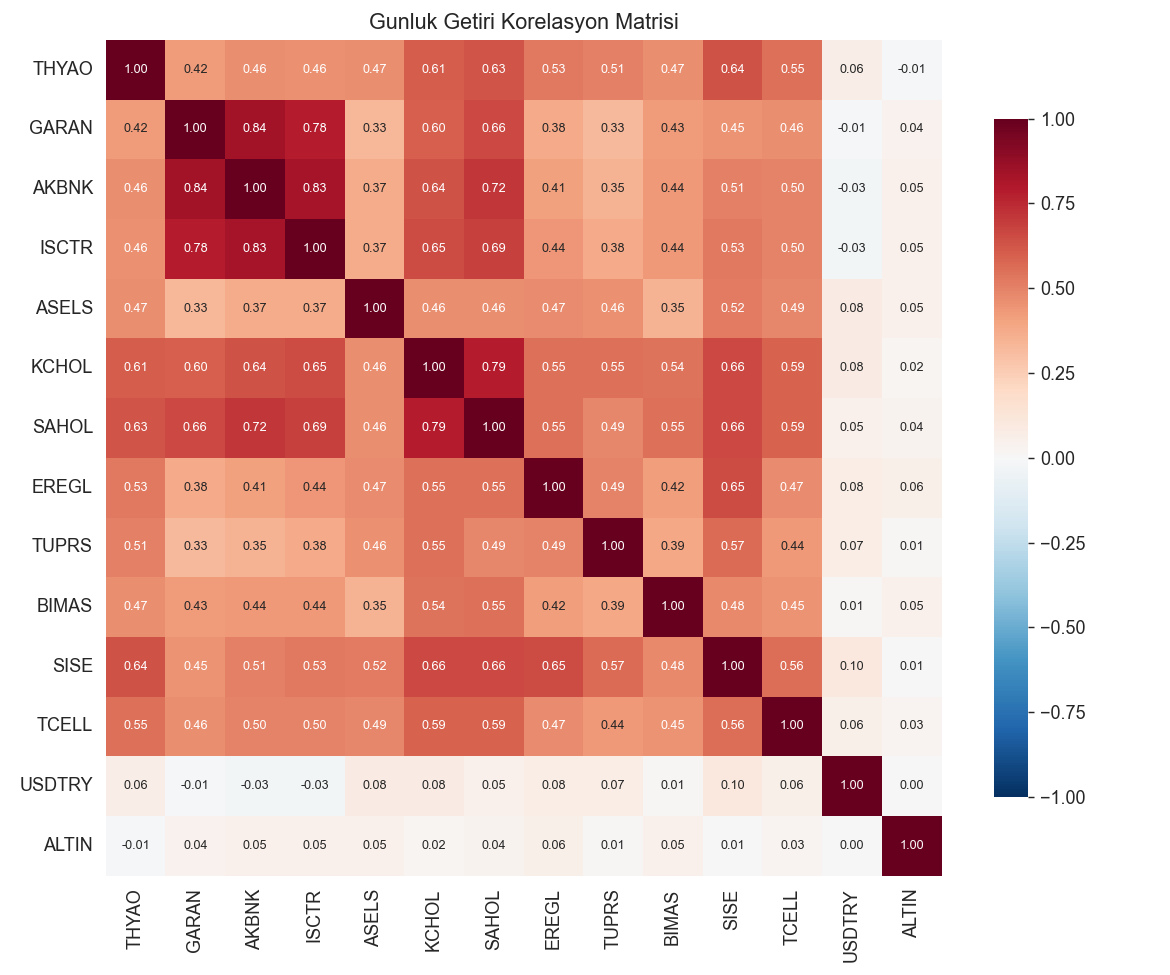 Gunluk Getiri Korelasyon Matrisi
THYAO 1.00 0.42 0.46 0.46 0.47 0.61 0.63 0.53 0.51 0.47 0.64 0.55 0.06 -0.01
GARAN 0.42 1.00 0.84 0.78 0.33 0.60 0.66 0.38 0.33 0.43 0.45 0.46 -0.01 0.04
AKBNK 0.46 0.84 1.00 0.83 0.37 0.64 0.72 0.41 0.35 0.44 0.51 0.50 -0.03 0.05
ISCTR 0.46 0.78 0.83 1.00 0.37 0.65 0.69 0.44 0.38 0.44 0.53 0.50 -0.03 0.05
ASELS 0.47 0.33 0.37 0.37 1.00 0.46 0.46 0.47 0.46 0.35 0.52 0.49 0.08 0.05
KCHOL 0.61 0.60 0.64 0.65 0.46 1.00 0.79 0.55 0.55 0.54 0.66 0.59 0.08 0.02
SAHOL 0.63 0.66 0.72 0.69 0.46 0.79 1.00 0.55 0.49 0.55 0.66 0.59 0.05 0.04
EREGL 0.53 0.38 0.41 0.44 0.47 0.55 0.55 1.00 0.49 0.42 0.65 0.47 0.08 0.06
TUPRS 0.51 0.33 0.35 0.38 0.46 0.55 0.49 0.49 1.00 0.39 0.57 0.44 0.07 0.01
BIMAS 0.47 0.43 0.44 0.44 0.35 0.54 0.55 0.42 0.39 1.00 0.48 0.45 0.01 0.05
SISE 0.64 0.45 0.51 0.53 0.52 0.66 0.66 0.65 0.57 0.48 1.00 0.56 0.10 0.01
TCELL 0.55 0.46 0.50 0.50 0.49 0.59 0.59 0.47 0.44 0.45 0.56 1.00 0.06 0.03
USDTRY 0.06 -0.01 -0.03 -0.03 0.08 0.08 0.05 0.08 0.07 0.01 0.10 0.06 1.00 0.00
ALTIN -0.01 0.04 0.05 0.05 0.05 0.02 0.04 0.06 0.01 0.05 0.01 0.03 0.00 1.00
THYAO GARAN AKBNK ISCTR ASELS KCHOL SAHOL EREGL TUPRS BIMAS SISE TCELL USDTRY ALTIN
1.00
0.75
0.50
0.25
0.00
−0.25
−0.50
−0.75
−1.00